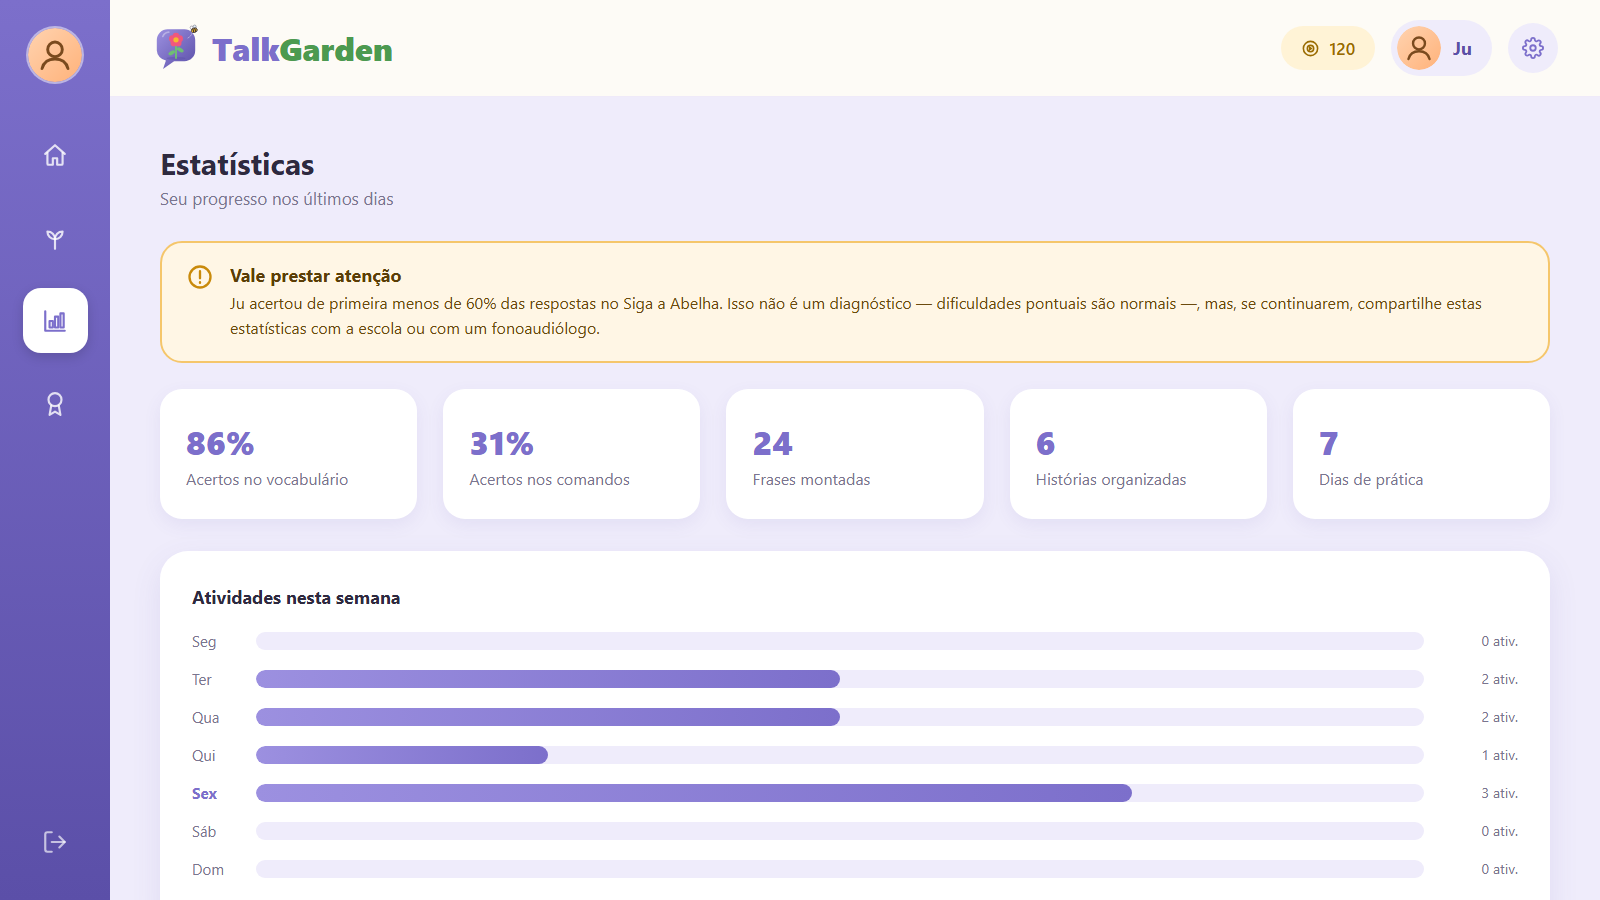 TalkGarden
120
Ju
Estatísticas
Seu progresso nos últimos dias
Vale prestar atenção
Ju acertou de primeira menos de 60% das respostas no Siga a Abelha. Isso não é um diagnóstico — dificuldades pontuais são normais —, mas, se continuarem, compartilhe estas
estatísticas com a escola ou com um fonoaudiólogo.
86%
Acertos no vocabulário
31%
Acertos nos comandos
24
Frases montadas
6
Histórias organizadas
7
Dias de prática
Atividades nesta semana
Seg 0 ativ.
Ter 2 ativ.
Qua 2 ativ.
Qui 1 ativ.
Sex 3 ativ.
Sáb 0 ativ.
Dom 0 ativ.